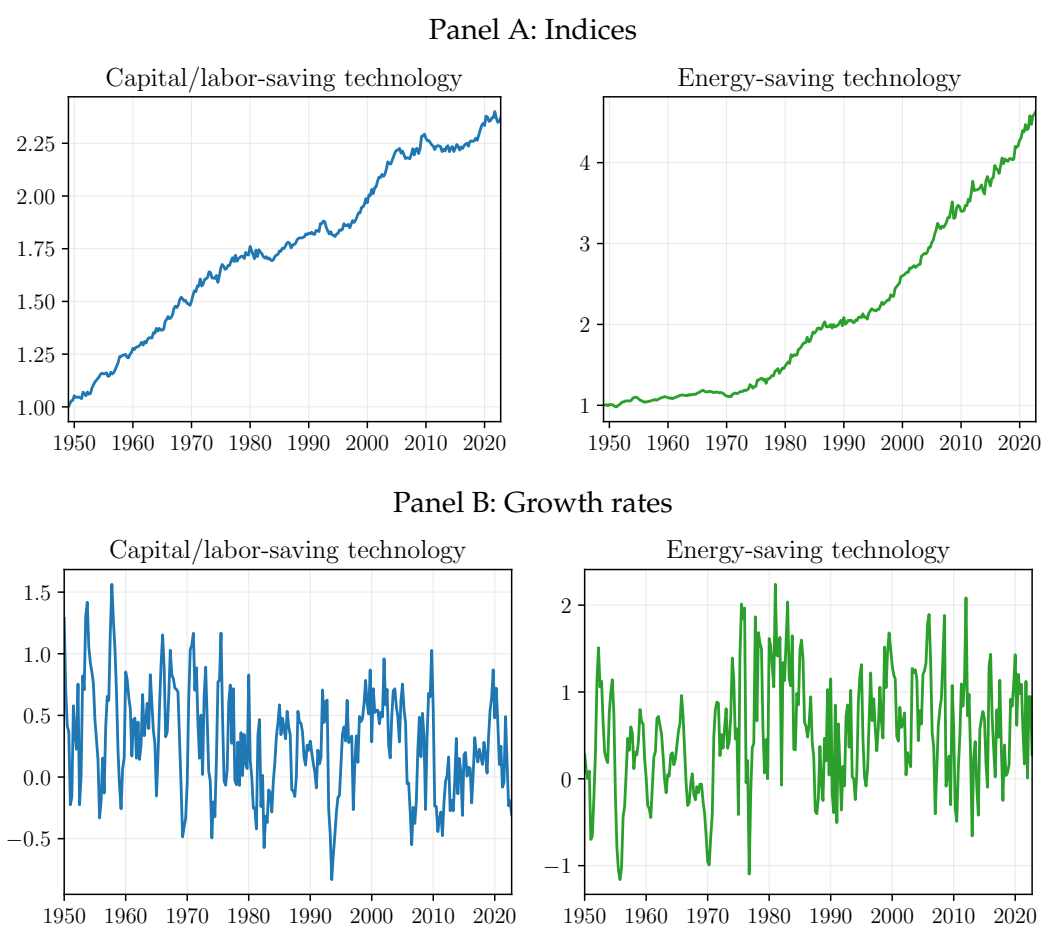 Panel A: Indices
Capital/labor-saving technology
2.25
2.00
1.75
1.50
1.25
1.00
1950 1960 1970 1980 1990 2000 2010 2020
Energy-saving technology
4
3
2
1
1950 1960 1970 1980 1990 2000 2010 2020
Panel B: Growth rates
Capital/labor-saving technology
1.5
1.0
0.5
0.0
−0.5
1950 1960 1970 1980 1990 2000 2010 2020
Energy-saving technology
2
1
0
−1
1950 1960 1970 1980 1990 2000 2010 2020